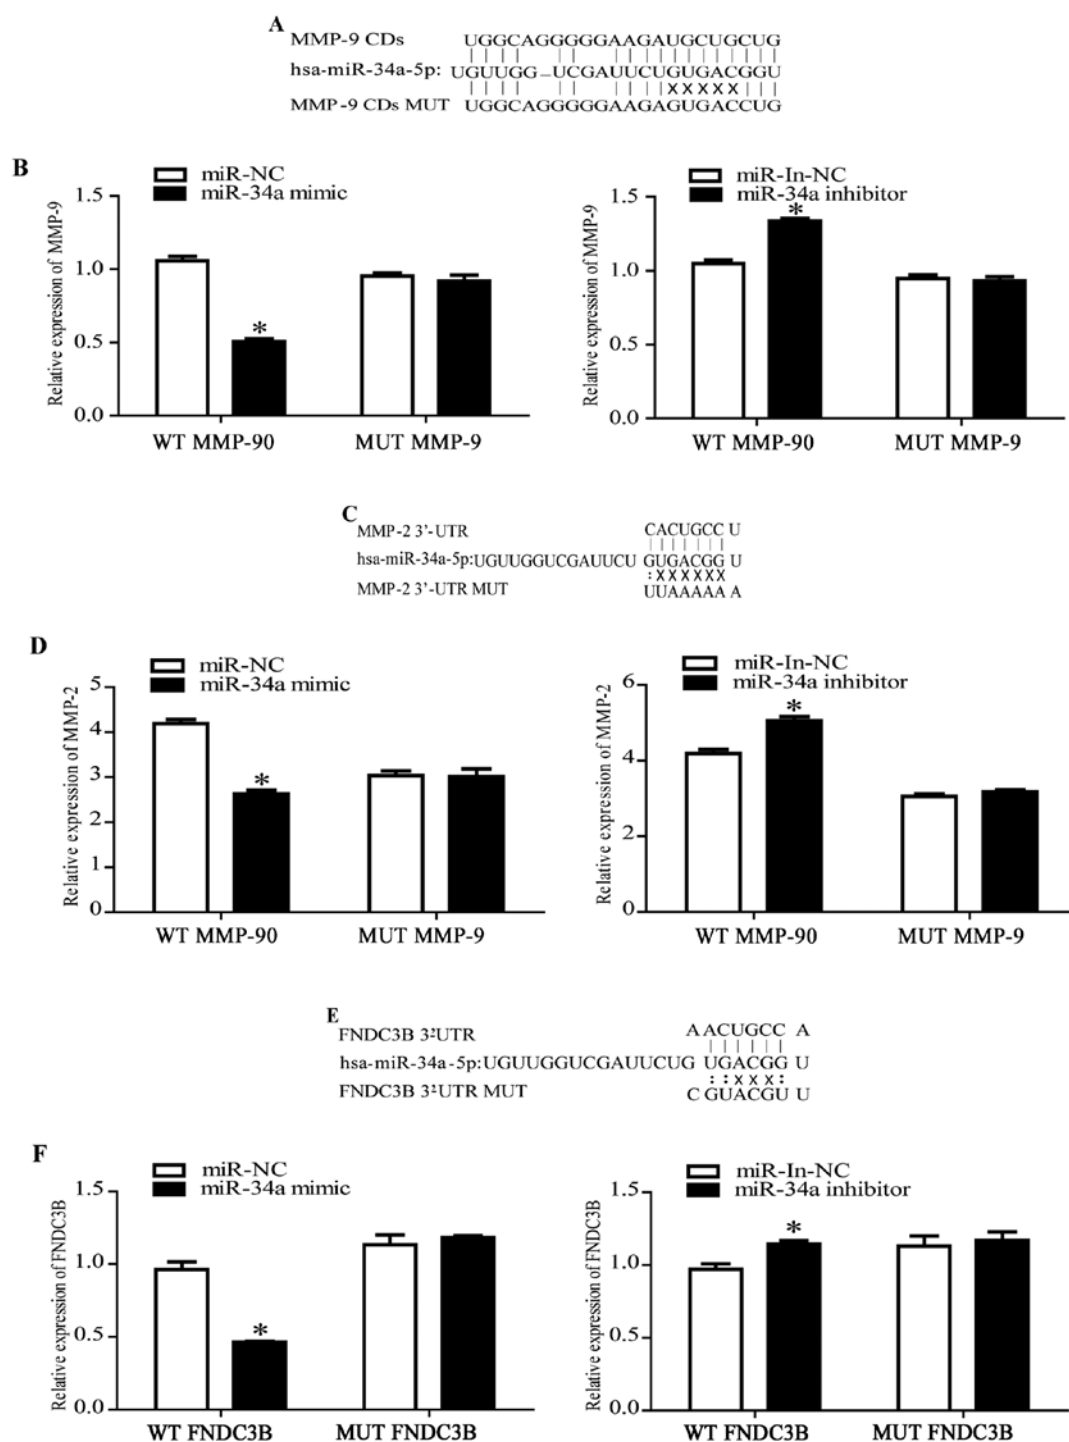 A
MMP-9 CDs UGGCAGGGGGAAGAUGCUGCUG
hsa-miR-34a-5p: UGUUGG–UCGAUUCUGUGACGGU
XXXXX
MMP-9 CDs MUT UGGCAGGGGGAAGAGUGACCUG
B
miR-NC
miR-34a mimic
Relative expression of MMP-9
1.5
1.0
0.5
0.0
*
WT MMP-90 MUT MMP-9
miR-In-NC
miR-34a inhibitor
Relative expression of MMP-9
1.5
1.0
0.5
0.0
*
WT MMP-90 MUT MMP-9
C
MMP-2 3'-UTR CACUGCC U
hsa-miR-34a-5p:UGUUGGUCGAUUCU GUGACGG U
:XXXXXX
MMP-2 3'-UTR MUT UUAAAAA A
D
miR-NC
miR-34a mimic
Relative expression of MMP-2
5
4
3
2
1
0
*
WT MMP-90 MUT MMP-9
miR-In-NC
miR-34a inhibitor
Relative expression of MMP-2
6
4
2
0
*
WT MMP-90 MUT MMP-9
E
FNDC3B 3'-UTR A ACUGCC A
hsa-miR-34a-5p:UGUUGGUCGAUUCUG UGACGG U
: : X X X :
FNDC3B 3'-UTR MUT C GUACGU U
F
miR-NC
miR-34a mimic
Relative expression of FNDC3B
1.5
1.0
0.5
0.0
*
WT FNDC3B MUT FNDC3B
miR-In-NC
miR-34a inhibitor
Relative expression of FNDC3B
1.5
1.0
0.5
0.0
*
WT FNDC3B MUT FNDC3B